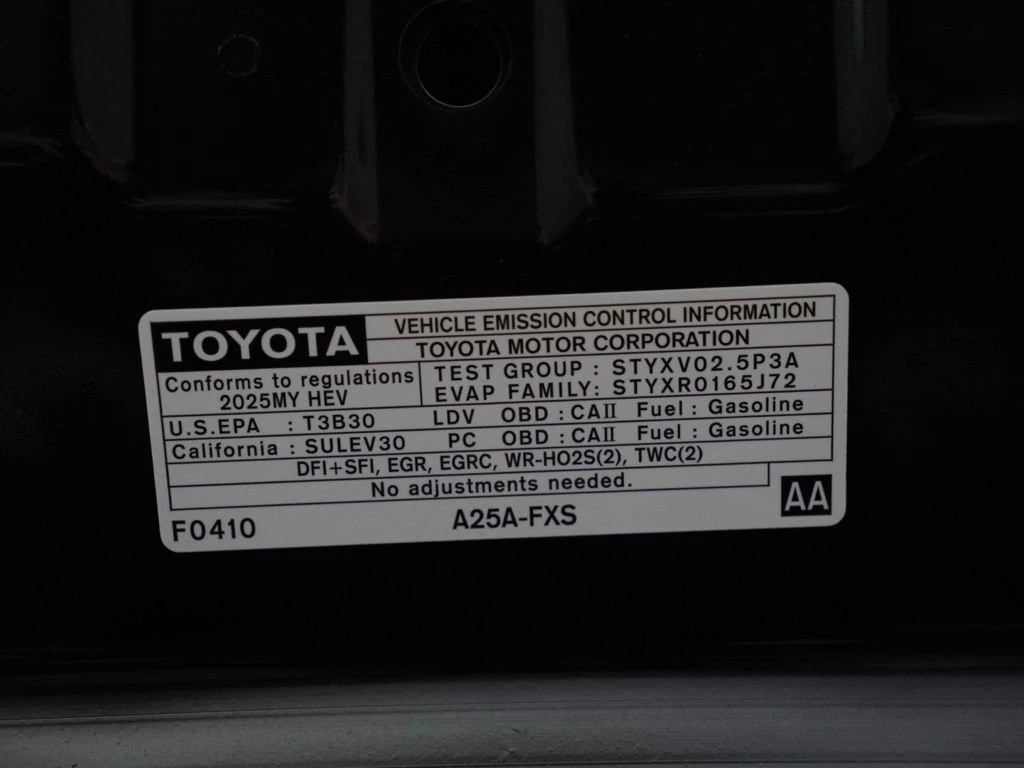 TOYOTA
VEHICLE EMISSION CONTROL INFORMATION
TOYOTA MOTOR CORPORATION
Conforms to regulations
2025MY HEV
TEST GROUP : STYXV02.5P3A
EVAP FAMILY: STYXR0165J72
U.S.EPA : T3B30 LDV OBD : CAII Fuel : Gasoline
California : SULEV30 PC OBD : CAII Fuel : Gasoline
DFI+SFI, EGR, EGRC, WR-HO2S(2), TWC(2)
No adjustments needed.
F0410 A25A-FXS AA